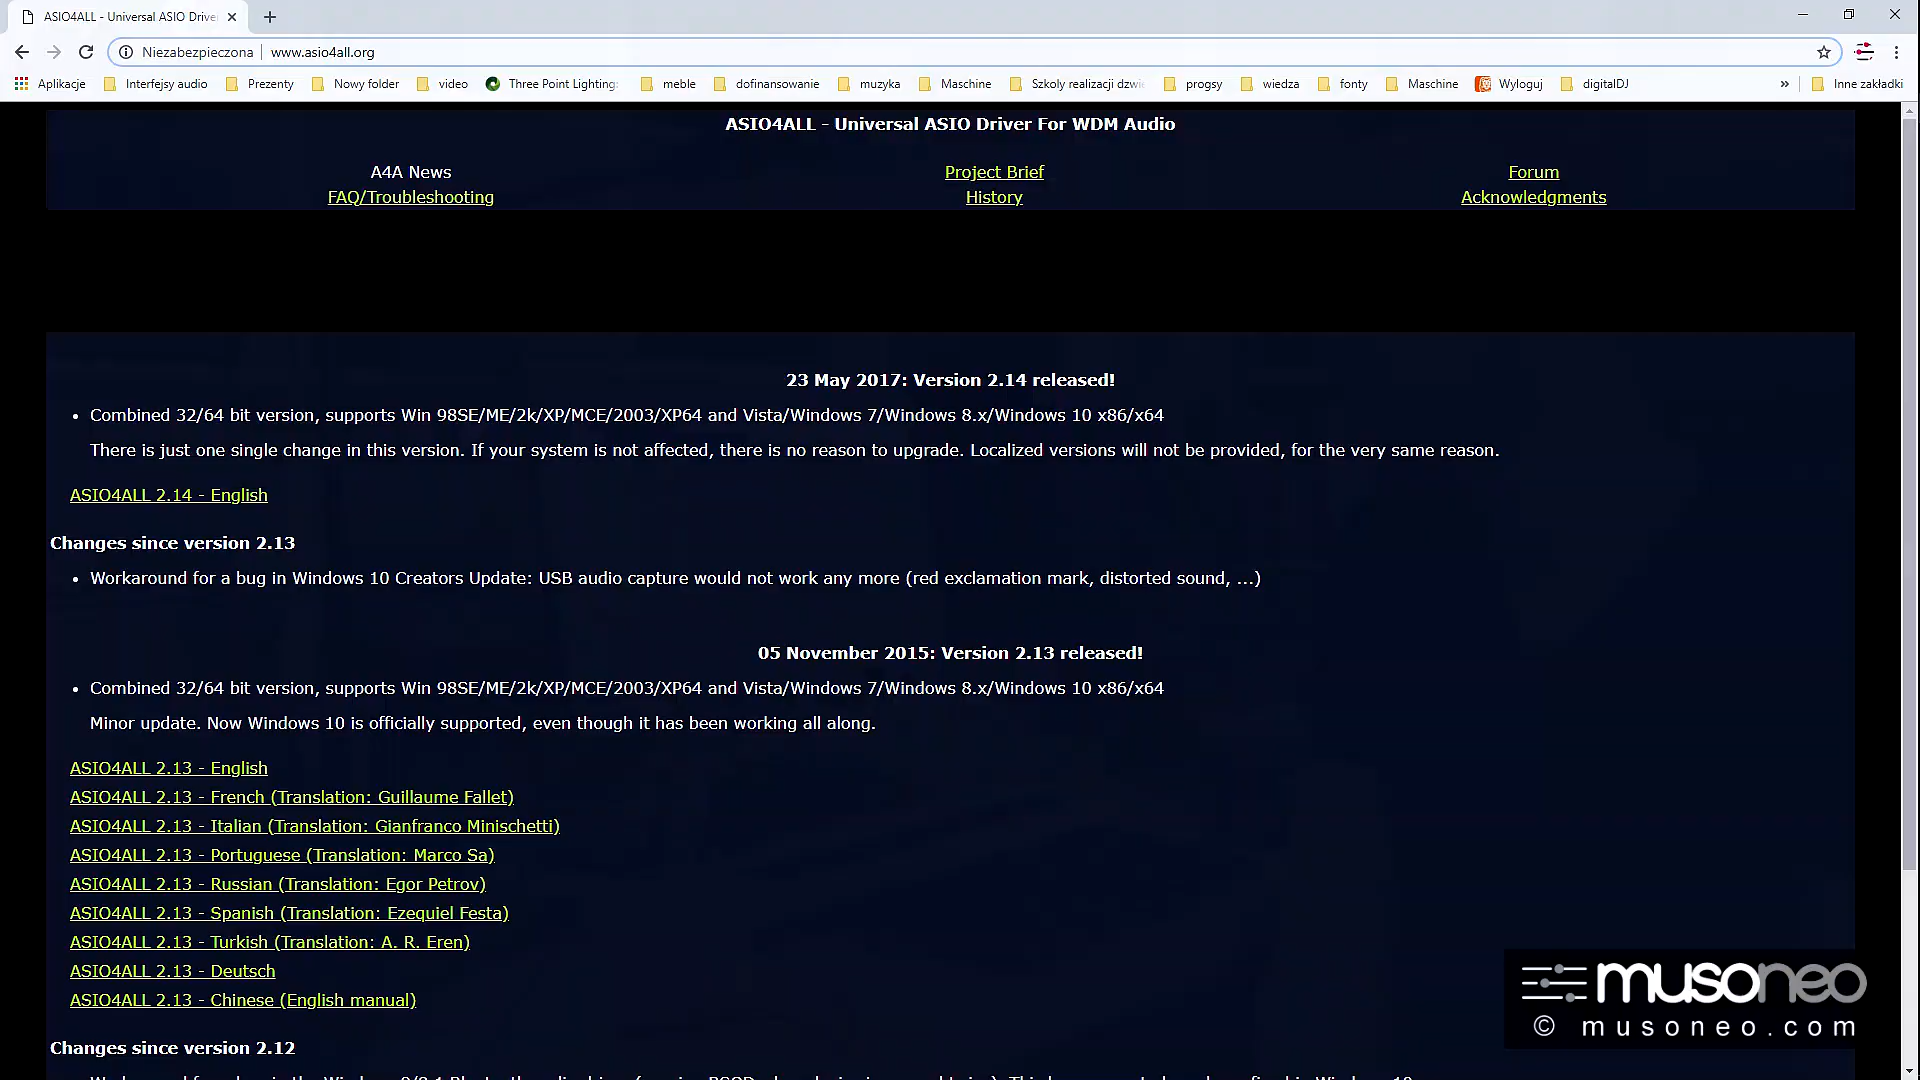 ASIO4ALL - Universal ASIO Drive
Niezabezpieczona | www.asio4all.org
Aplikacje Interfejsy audio Prezenty Nowy folder video Three Point Lighting: meble dofinansowanie muzyka Maschine Szkoly realizacji dzwie progsy wiedza fonty Maschine Wyloguj digitalDJ » Inne zakładki
ASIO4ALL - Universal ASIO Driver For WDM Audio
A4A News Project Brief Forum
FAQ/Troubleshooting History Acknowledgments
23 May 2017: Version 2.14 released!
• Combined 32/64 bit version, supports Win 98SE/ME/2k/XP/MCE/2003/XP64 and Vista/Windows 7/Windows 8.x/Windows 10 x86/x64
There is just one single change in this version. If your system is not affected, there is no reason to upgrade. Localized versions will not be provided, for the very same reason.
ASIO4ALL 2.14 - English
Changes since version 2.13
• Workaround for a bug in Windows 10 Creators Update: USB audio capture would not work any more (red exclamation mark, distorted sound, ...)
05 November 2015: Version 2.13 released!
• Combined 32/64 bit version, supports Win 98SE/ME/2k/XP/MCE/2003/XP64 and Vista/Windows 7/Windows 8.x/Windows 10 x86/x64
Minor update. Now Windows 10 is officially supported, even though it has been working all along.
ASIO4ALL 2.13 - English
ASIO4ALL 2.13 - French (Translation: Guillaume Fallet)
ASIO4ALL 2.13 - Italian (Translation: Gianfranco Minischetti)
ASIO4ALL 2.13 - Portuguese (Translation: Marco Sa)
ASIO4ALL 2.13 - Russian (Translation: Egor Petrov)
ASIO4ALL 2.13 - Spanish (Translation: Ezequiel Festa)
ASIO4ALL 2.13 - Turkish (Translation: A. R. Eren)
ASIO4ALL 2.13 - Deutsch
ASIO4ALL 2.13 - Chinese (English manual)
musoneo
© musoneo.com
Changes since version 2.12